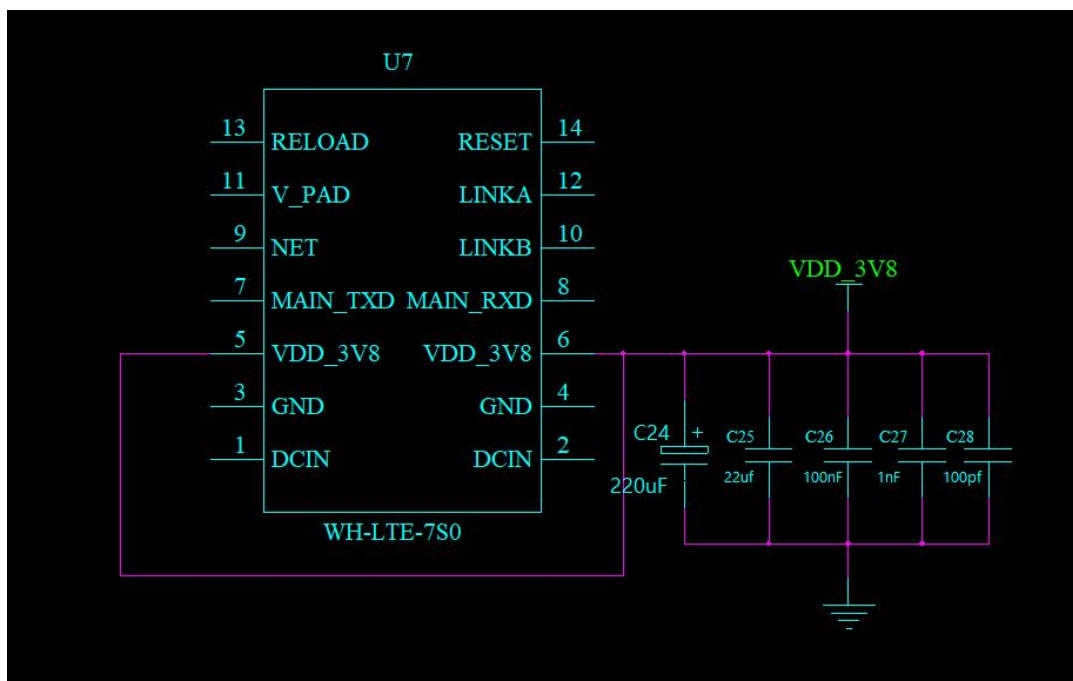 U7
13 RELOAD RESET 14
11 V_PAD LINKA 12
9 NET LINKB 10
7 MAIN_TXD MAIN_RXD 8
5 VDD_3V8 VDD_3V8 6
3 GND GND 4
1 DCIN DCIN 2
WH-LTE-7S0
VDD_3V8
C24 +
220uF
C25
22uf
C26
100nF
C27
1nF
C28
100pf